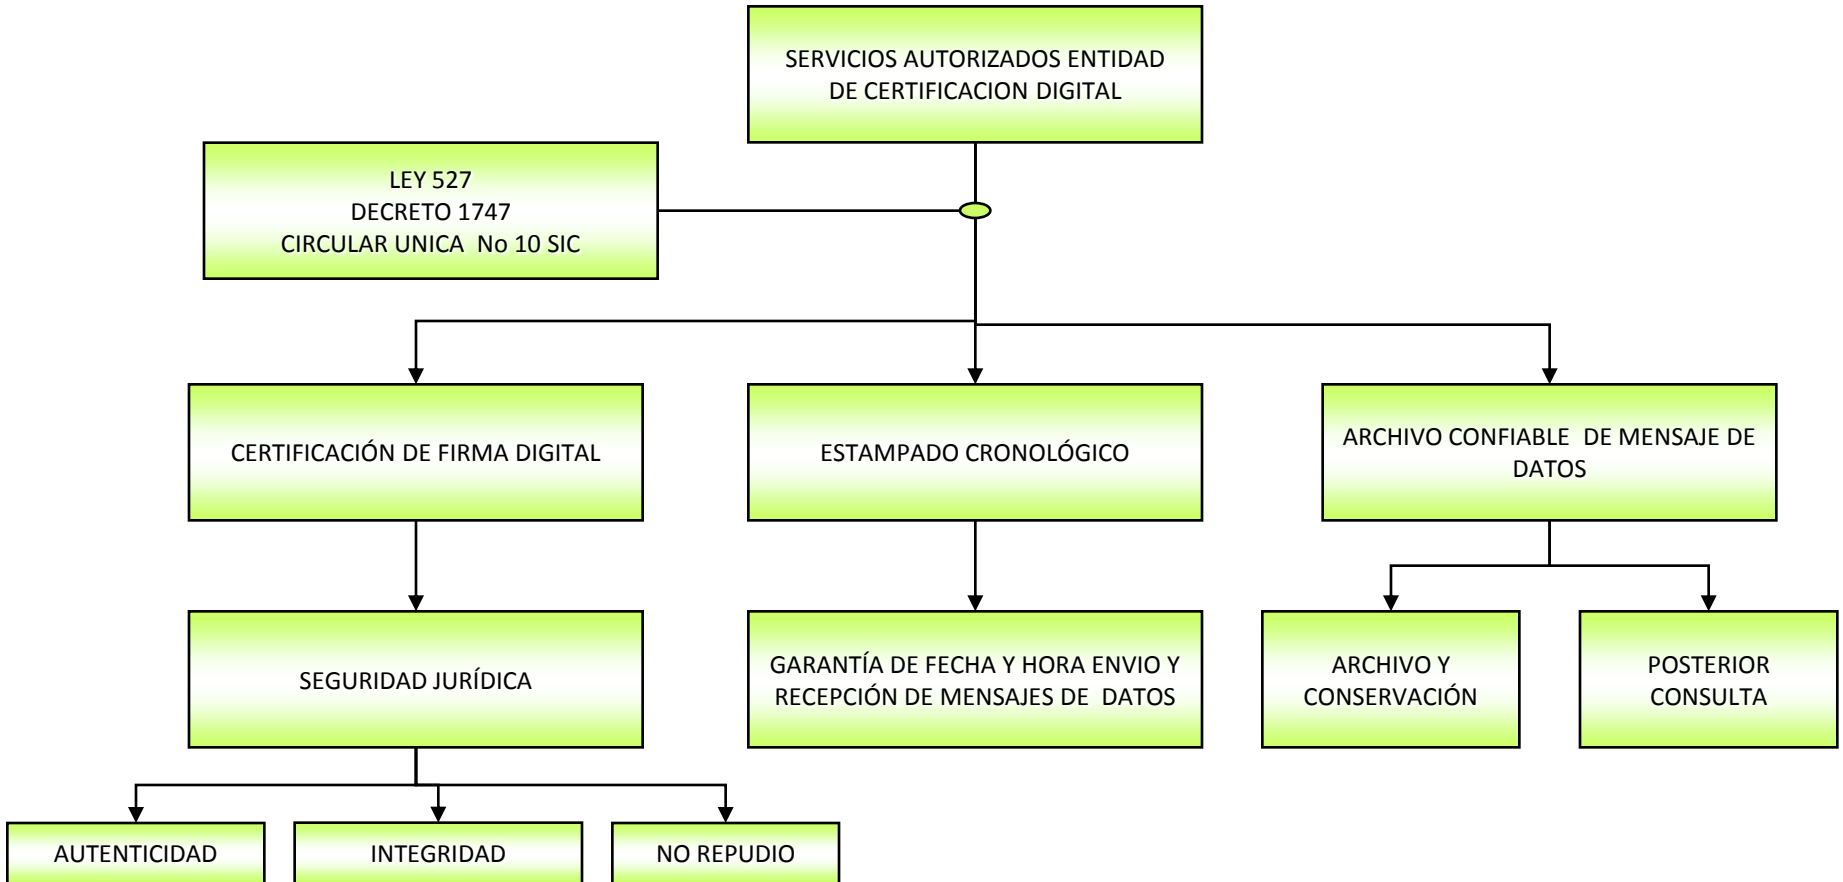 SERVICIOS AUTORIZADOS ENTIDAD
DE CERTIFICACION DIGITAL
LEY 527
DECRETO 1747
CIRCULAR UNICA  No 10 SIC
CERTIFICACIÓN DE FIRMA DIGITAL
ESTAMPADO CRONOLÓGICO
ARCHIVO CONFIABLE  DE MENSAJE DE
DATOS
SEGURIDAD JURÍDICA
GARANTÍA DE FECHA Y HORA ENVIO Y
RECEPCIÓN DE MENSAJES DE  DATOS
ARCHIVO Y
CONSERVACIÓN
POSTERIOR
CONSULTA
AUTENTICIDAD
INTEGRIDAD
NO REPUDIO